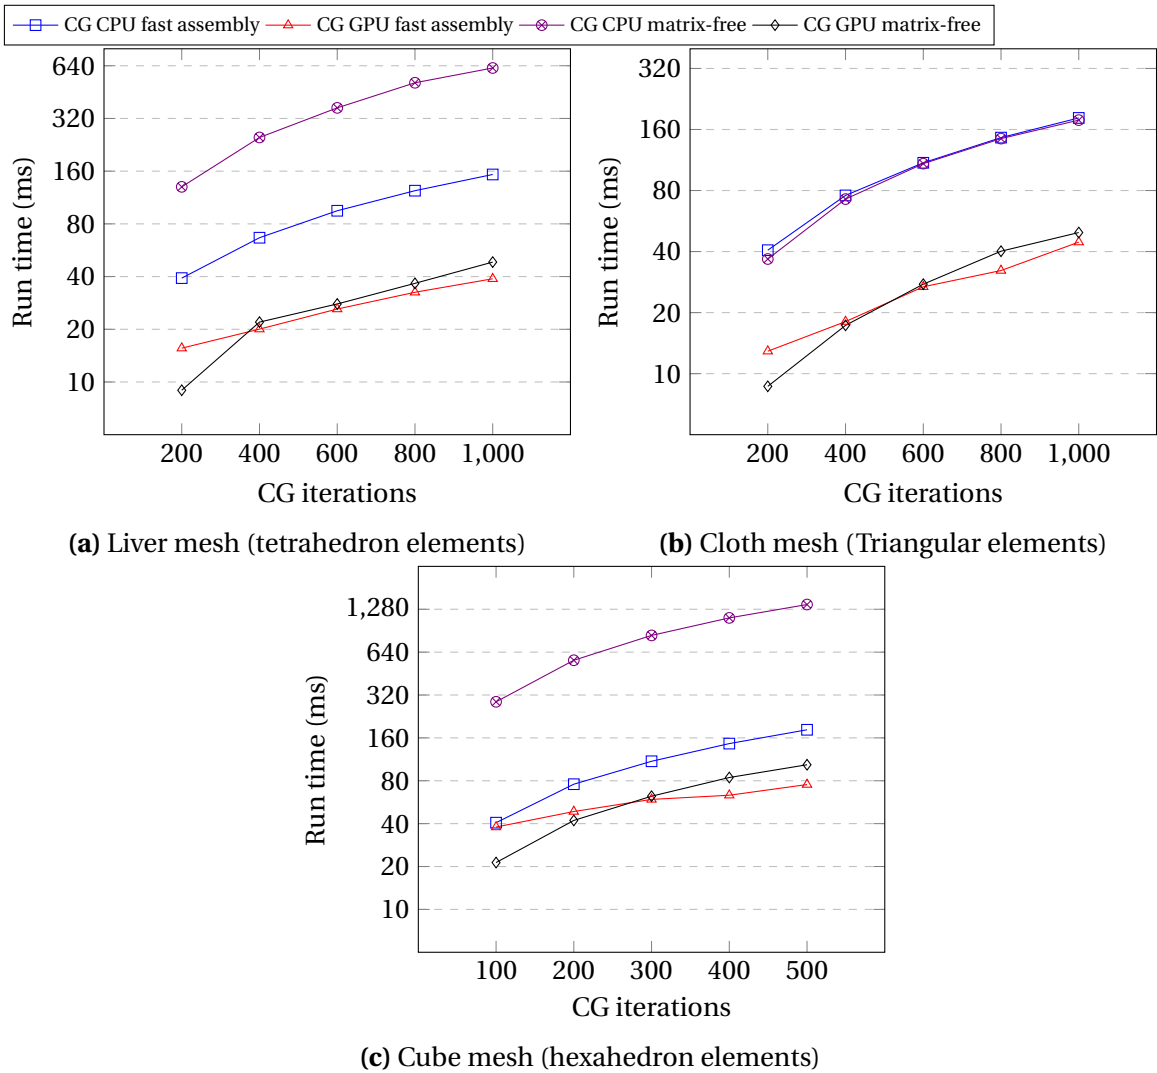 CG CPU fast assembly CG GPU fast assembly CG CPU matrix-free CG GPU matrix-free
640
320
160
80
40
20
10
Run time (ms)
200 400 600 800 1,000
CG iterations
(a) Liver mesh (tetrahedron elements)
320
160
80
40
20
10
Run time (ms)
200 400 600 800 1,000
CG iterations
(b) Cloth mesh (Triangular elements)
1,280
640
320
160
80
40
20
10
Run time (ms)
100 200 300 400 500
CG iterations
(c) Cube mesh (hexahedron elements)